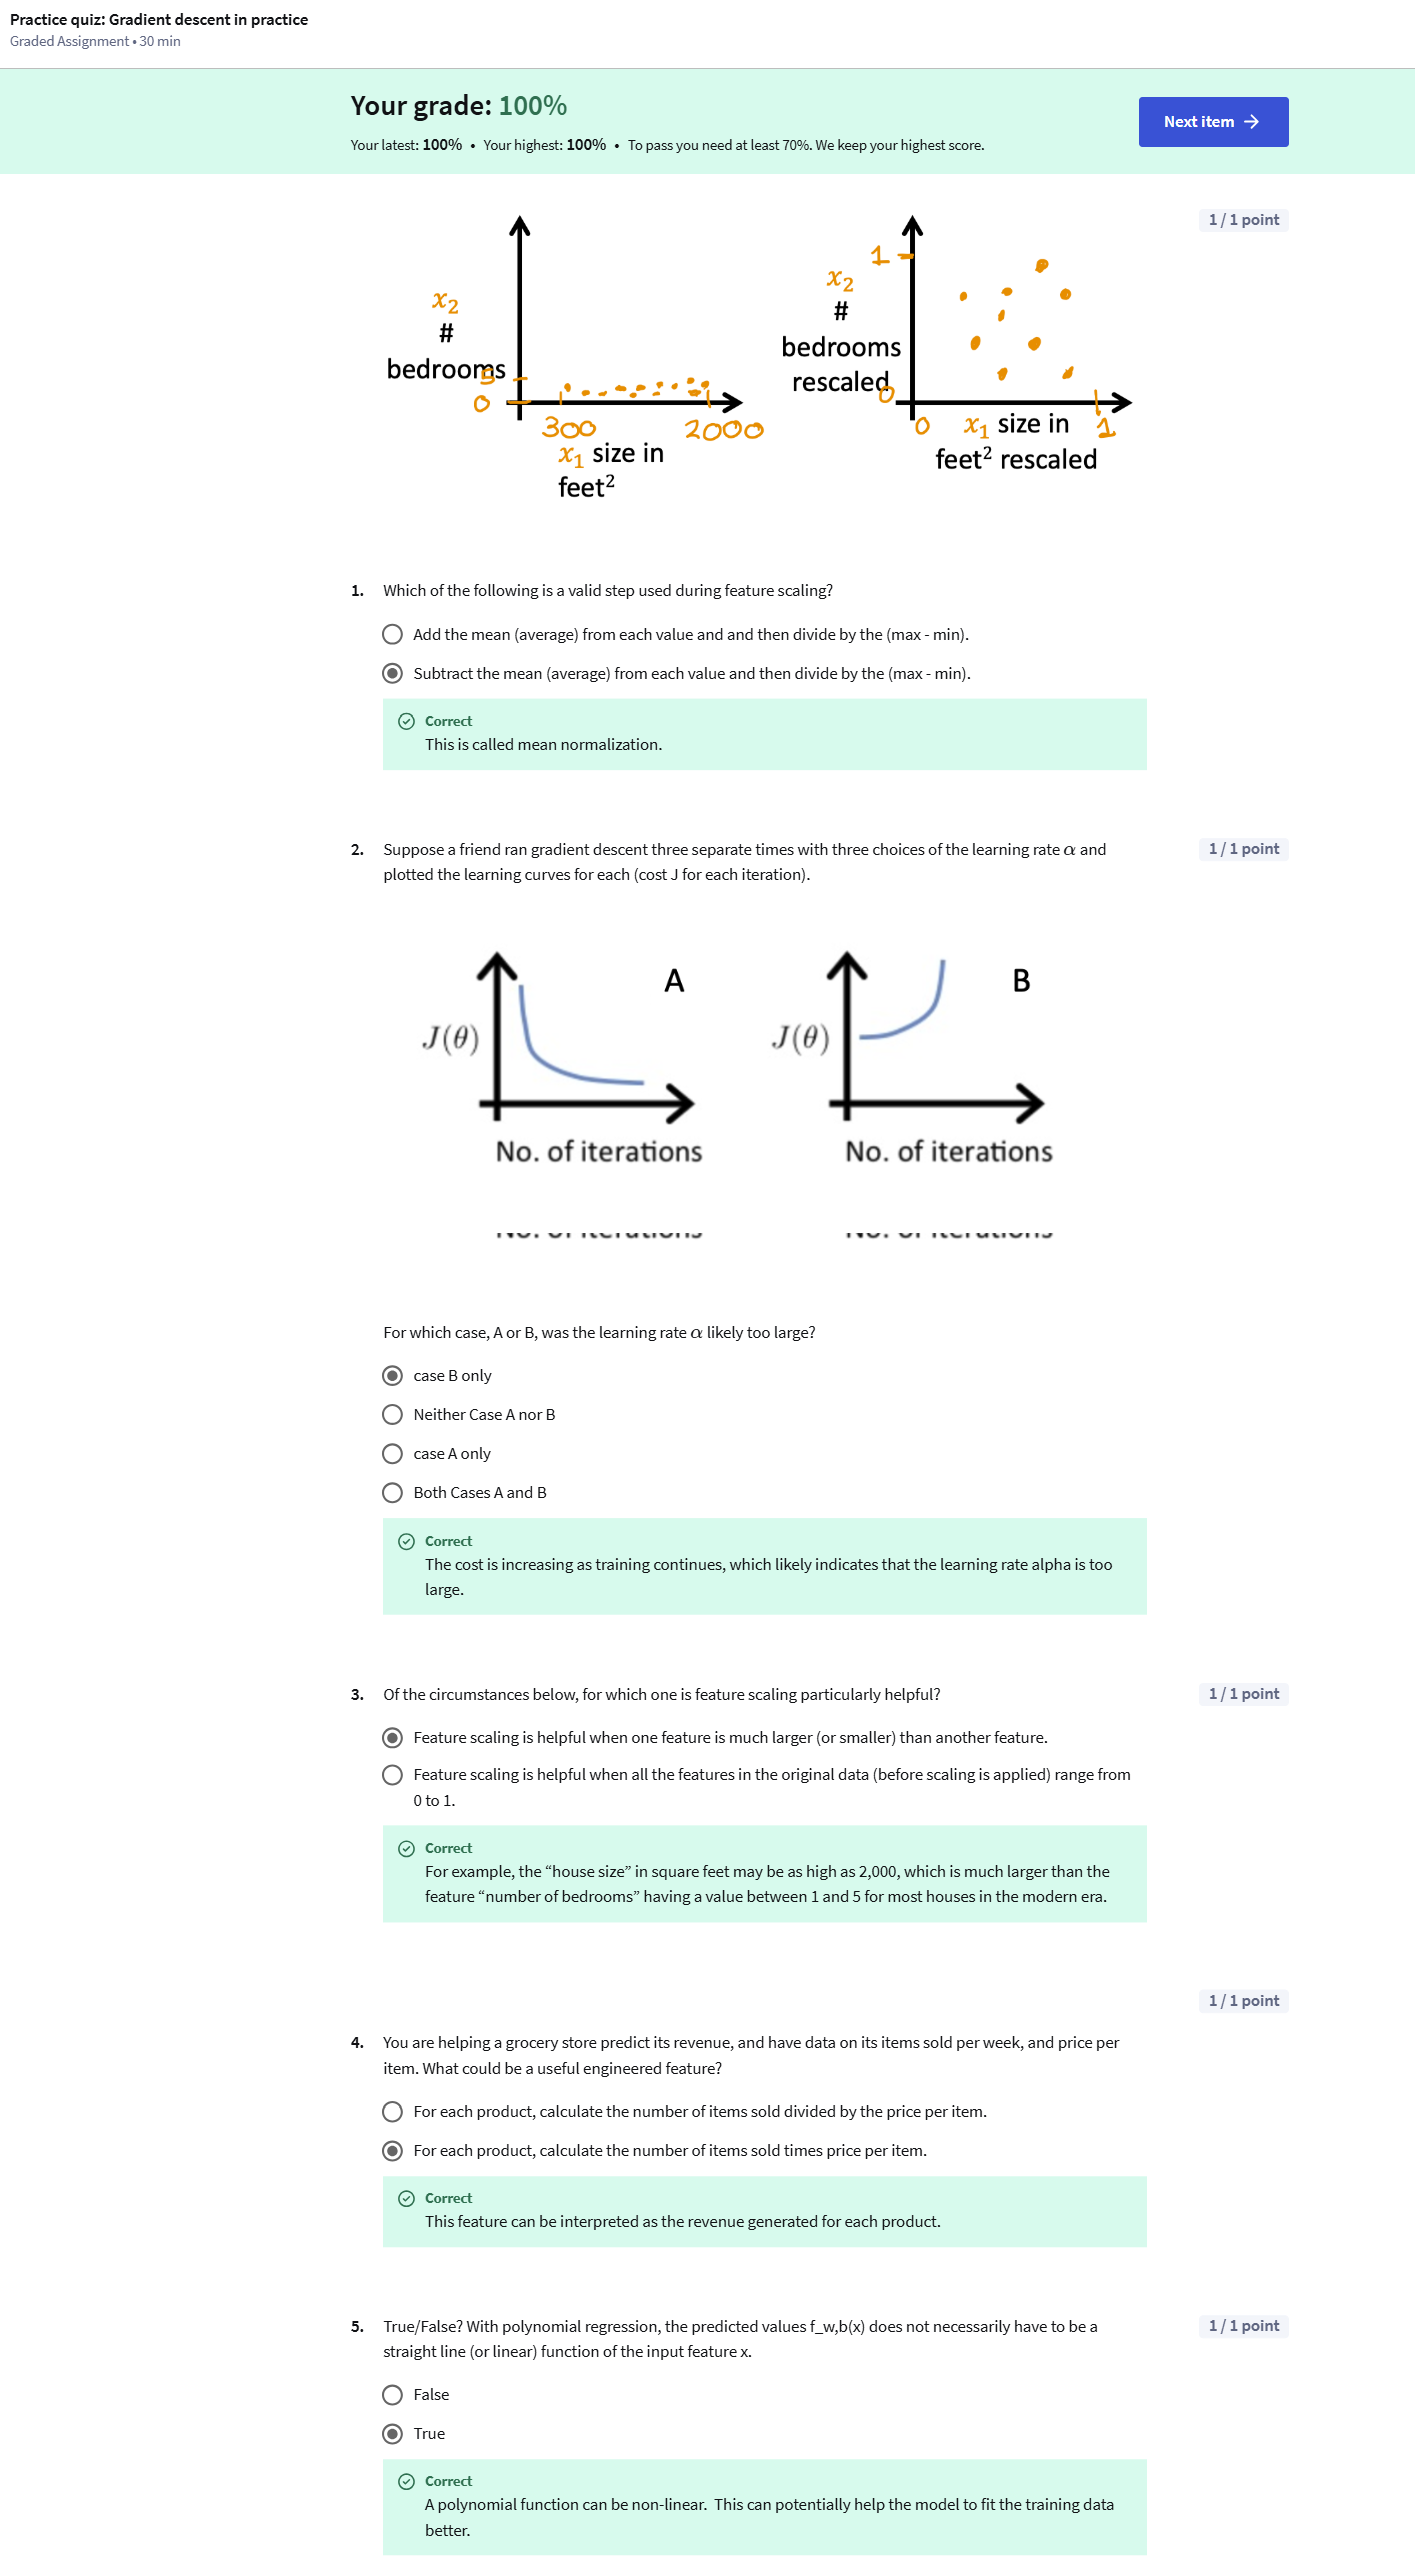 Practice quiz: Gradient descent in practice
Graded Assignment • 30 min
Your grade: 100%
Your latest: 100% • Your highest: 100% • To pass you need at least 70%. We keep your highest score.
Next item →
1 / 1 point
x₂
#
bedrooms
5
0
300
2000
x₁ size in
feet²
1
x₂
#
bedrooms
rescaled
0
0
x₁ size in
1
feet² rescaled
1. Which of the following is a valid step used during feature scaling?
Add the mean (average) from each value and and then divide by the (max - min).
Subtract the mean (average) from each value and then divide by the (max - min).
Correct
This is called mean normalization.
2. Suppose a friend ran gradient descent three separate times with three choices of the learning rate α and
1 / 1 point
plotted the learning curves for each (cost J for each iteration).
A
J(θ)
No. of iterations
B
J(θ)
No. of iterations
No. of iterations
No. of iterations
For which case, A or B, was the learning rate α likely too large?
case B only
Neither Case A nor B
case A only
Both Cases A and B
Correct
The cost is increasing as training continues, which likely indicates that the learning rate alpha is too
large.
3. Of the circumstances below, for which one is feature scaling particularly helpful?
1 / 1 point
Feature scaling is helpful when one feature is much larger (or smaller) than another feature.
Feature scaling is helpful when all the features in the original data (before scaling is applied) range from
0 to 1.
Correct
For example, the “house size” in square feet may be as high as 2,000, which is much larger than the
feature “number of bedrooms” having a value between 1 and 5 for most houses in the modern era.
1 / 1 point
4. You are helping a grocery store predict its revenue, and have data on its items sold per week, and price per
item. What could be a useful engineered feature?
For each product, calculate the number of items sold divided by the price per item.
For each product, calculate the number of items sold times price per item.
Correct
This feature can be interpreted as the revenue generated for each product.
5. True/False? With polynomial regression, the predicted values f_w,b(x) does not necessarily have to be a
1 / 1 point
straight line (or linear) function of the input feature x.
False
True
Correct
A polynomial function can be non-linear. This can potentially help the model to fit the training data
better.